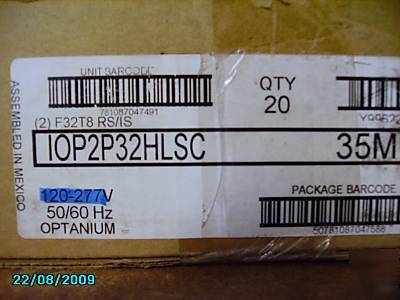 UNIT BARCODE
781087047491
QTY
20
(2) F32T8 RS/IS
IOP2P32HLSC 35M
120-277V
50/60 Hz
OPTANIUM
PACKAGE BARCODE
50781087047588
ASSEMBLED IN MEXICO
22/08/2009